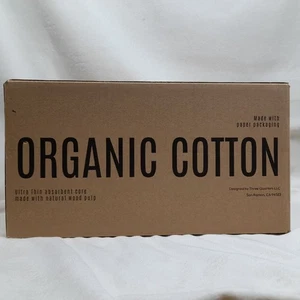 Made with
paper packaging
ORGANIC COTTON
Ultra thin absorbent core
made with natural wood pulp